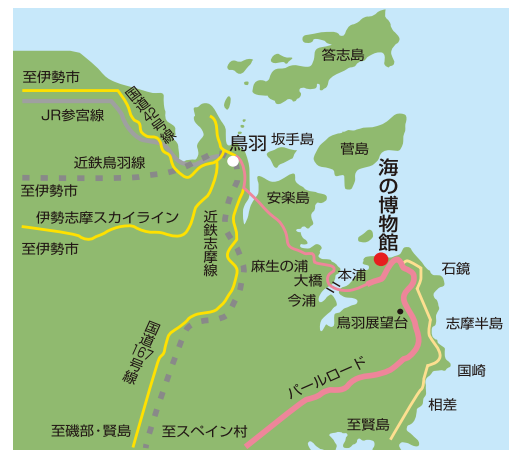 答志島
至伊勢市
国道42号線
JR参宮線
鳥羽
坂手島
菅島
近鉄鳥羽線
至伊勢市
海の博物館
安楽島
伊勢志摩スカイライン
近鉄志摩線
至伊勢市
麻生の浦
大橋
本浦
石鏡
今浦
鳥羽展望台
志摩半島
国道167号線
パールロード
国崎
相差
至磯部・賢島
至スペイン村
至賢島